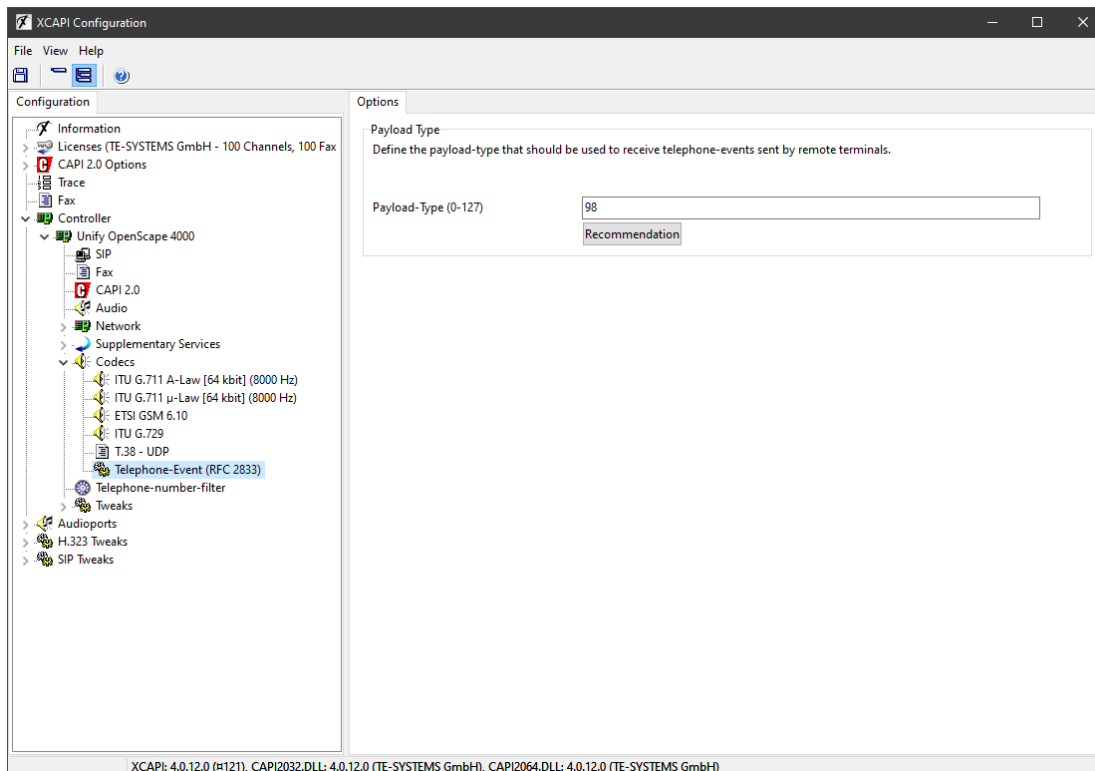 XCAPI Configuration
File View Help
Configuration
Information
Licenses (TE-SYSTEMS GmbH - 100 Channels, 100 Fax
CAPI 2.0 Options
Trace
Fax
Controller
Unify OpenScape 4000
SIP
Fax
CAPI 2.0
Audio
Network
Supplementary Services
Codecs
ITU G.711 A-Law [64 kbit] (8000 Hz)
ITU G.711 µ-Law [64 kbit] (8000 Hz)
ETSI GSM 6.10
ITU G.729
T.38 - UDP
Telephone-Event (RFC 2833)
Telephone-number-filter
Tweaks
Audioports
H.323 Tweaks
SIP Tweaks
Options
Payload Type
Define the payload-type that should be used to receive telephone-events sent by remote terminals.
Payload-Type (0-127) 98
Recommendation
XCAPI: 4.0.12.0 (¤121), CAPI2032.DLL: 4.0.12.0 (TE-SYSTEMS GmbH), CAPI2064.DLL: 4.0.12.0 (TE-SYSTEMS GmbH)